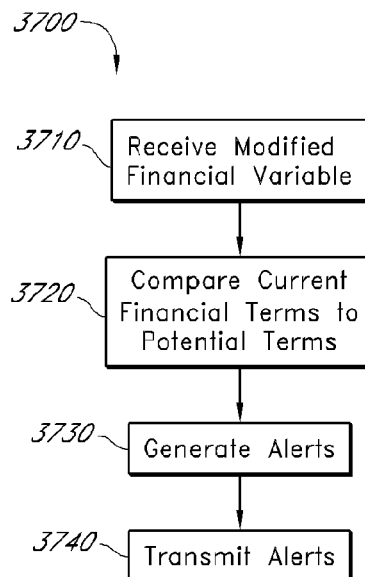 3700
3710
Receive Modified
Financial Variable
3720
Compare Current
Financial Terms to
Potential Terms
3730
Generate Alerts
3740
Transmit Alerts